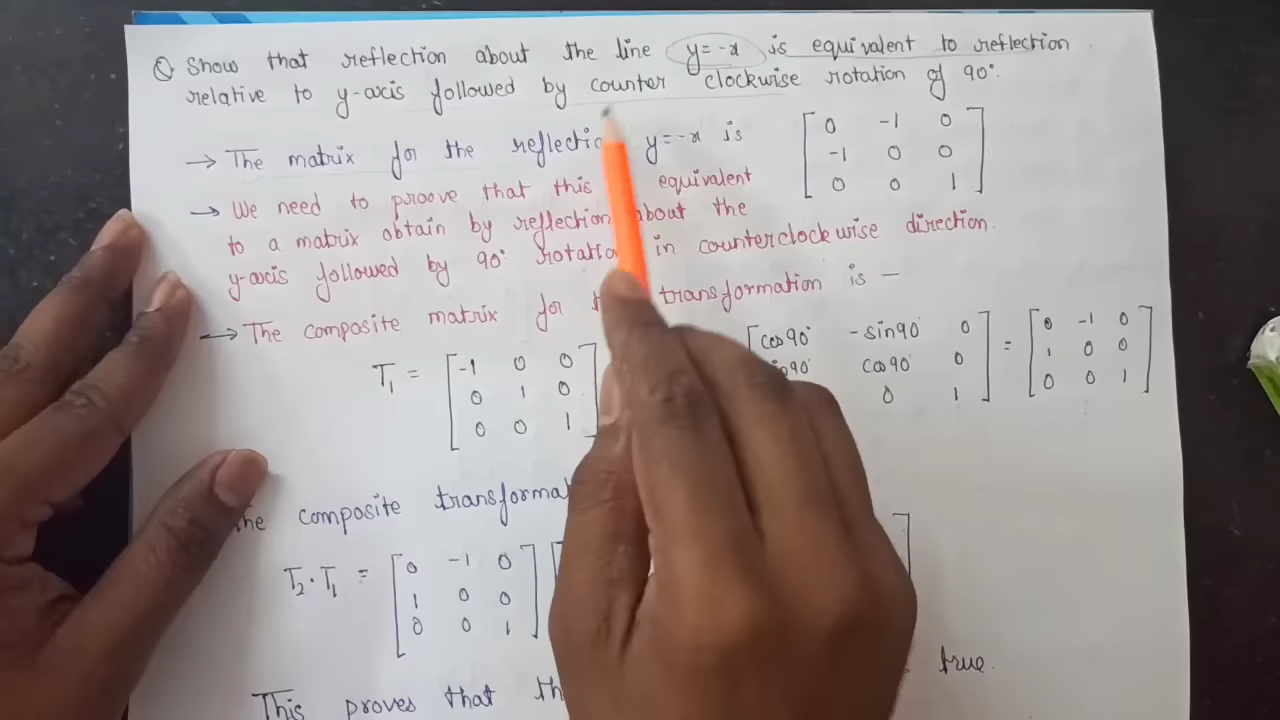 Q Show that reflection about the line y=-x is equivalent to reflection
relative to y-axis followed by counter clockwise rotation of 90°.
→ The matrix for the reflection y=-x is
[0 -1 0
-1 0 0
0 0 1]
→ We need to proove that this equivalent
to a matrix obtain by reflection about the
y-axis followed by 90° rotation in counterclockwise direction.
→ The composite matrix for transformation is —
T₁ = [-1 0 0
0 1 0
0 0 1]
[cos90° -sin90° 0
cos90° 0
0 1] = [0 -1 0
1 0 0
0 0 1]
The composite
T₂·T₁ = [0 -1 0
1 0 0
0 0 1] [
]
This proves that true.